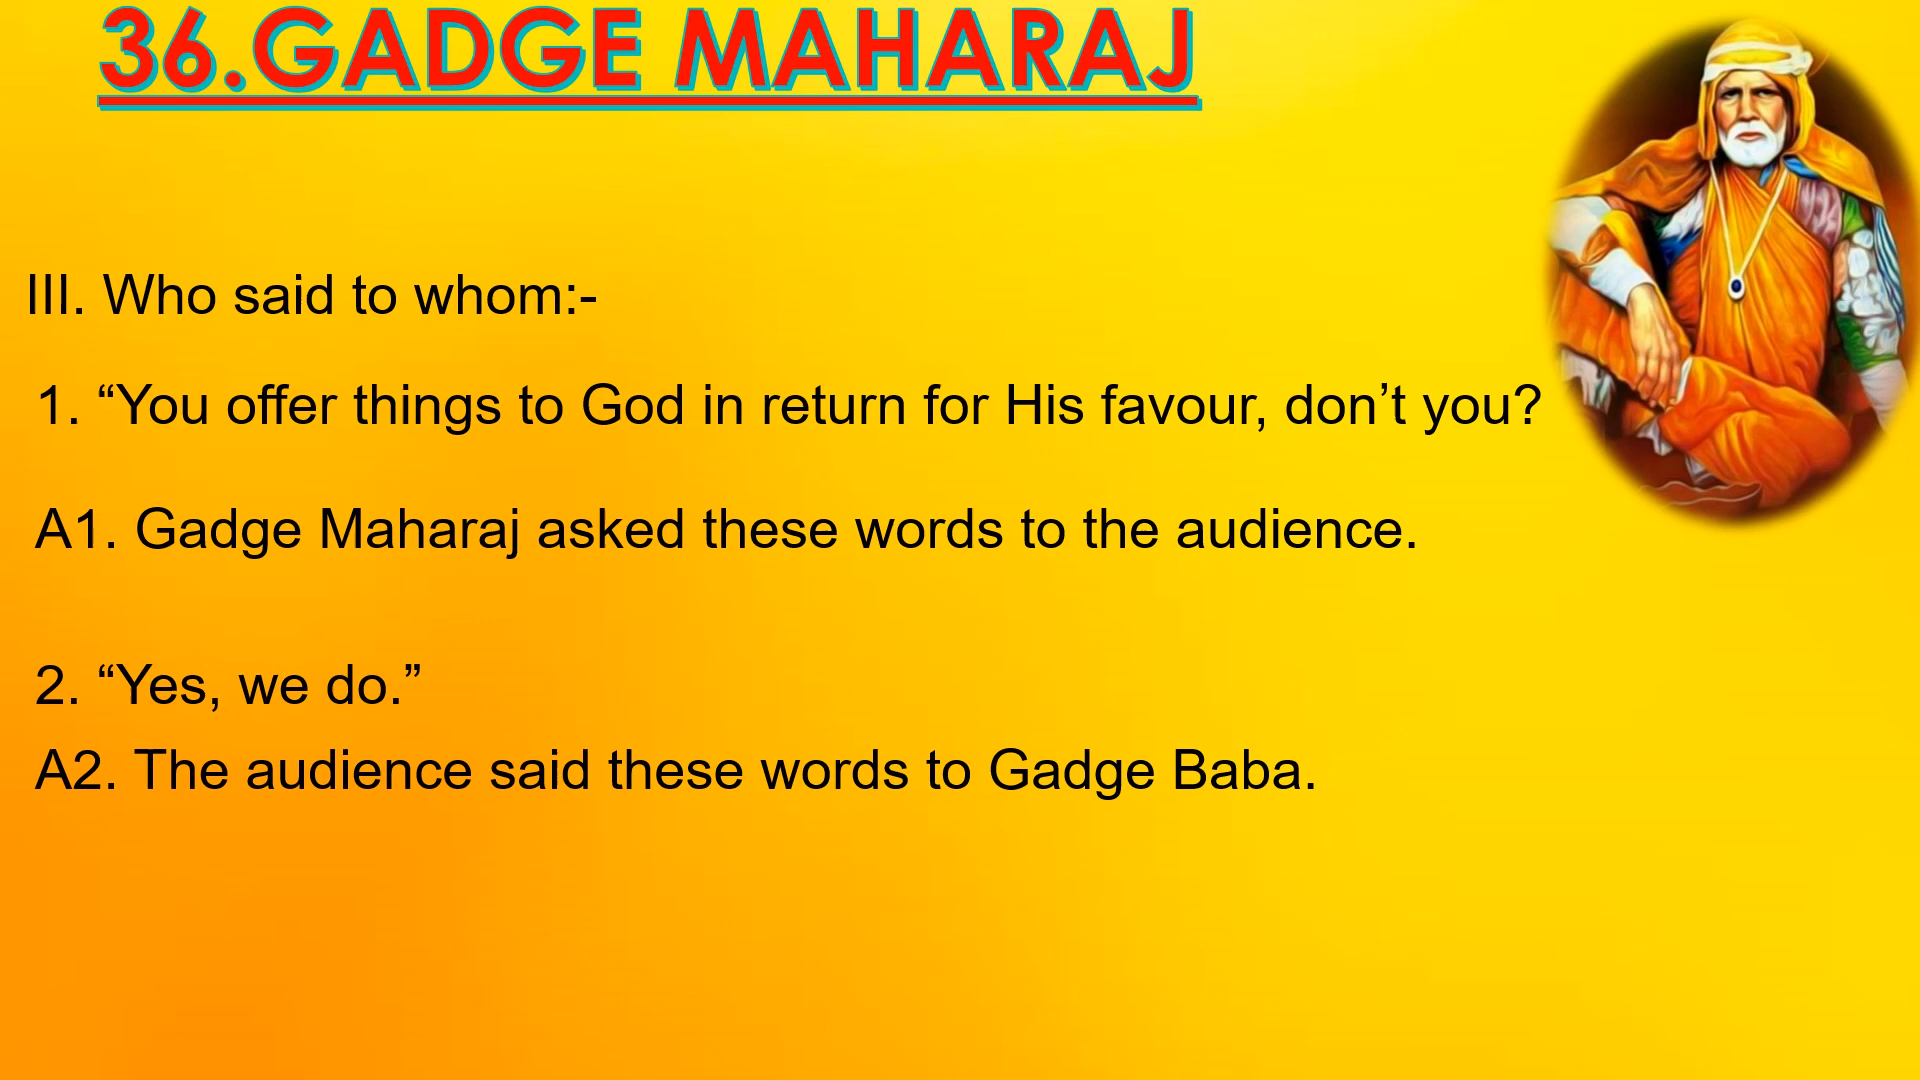 36.GADGE MAHARAJ
III. Who said to whom:-
1. “You offer things to God in return for His favour, don’t you?
A1. Gadge Maharaj asked these words to the audience.
2. “Yes, we do.”
A2. The audience said these words to Gadge Baba.